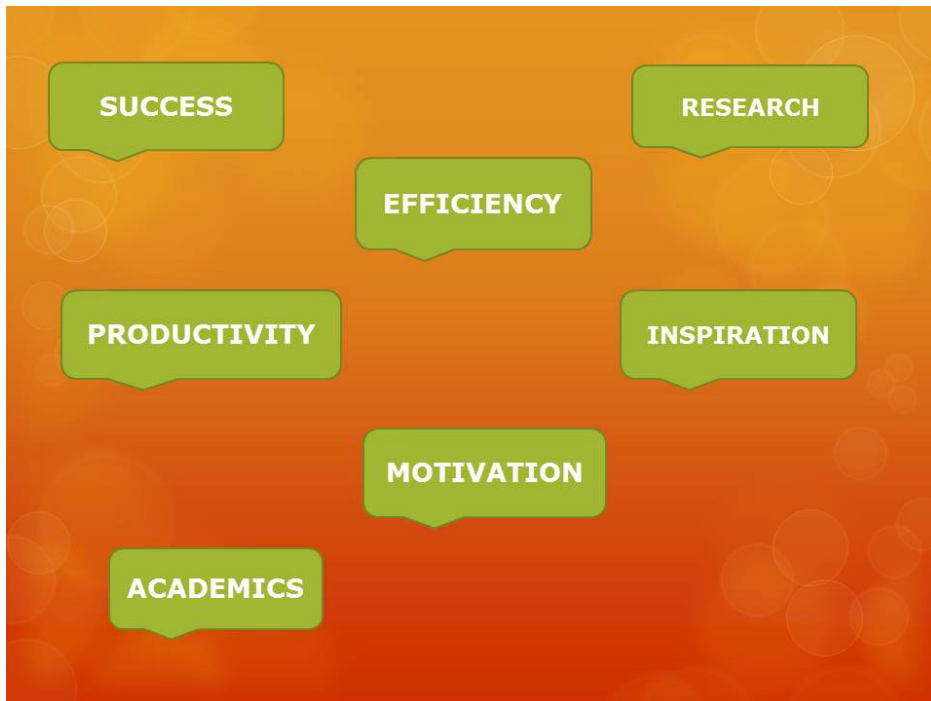 SUCCESS
RESEARCH
EFFICIENCY
PRODUCTIVITY
INSPIRATION
MOTIVATION
ACADEMICS